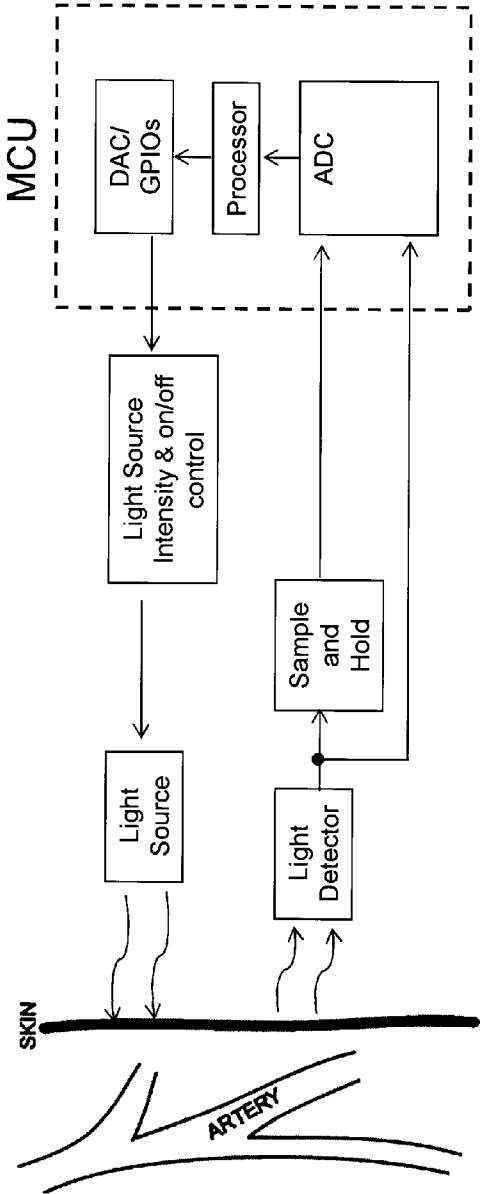 MCU
DAC/
GPIOs
Processor
ADC
Light Source
Intensity & on/off
control
Light
Source
Sample
and
Hold
Light
Detector
SKIN
ARTERY